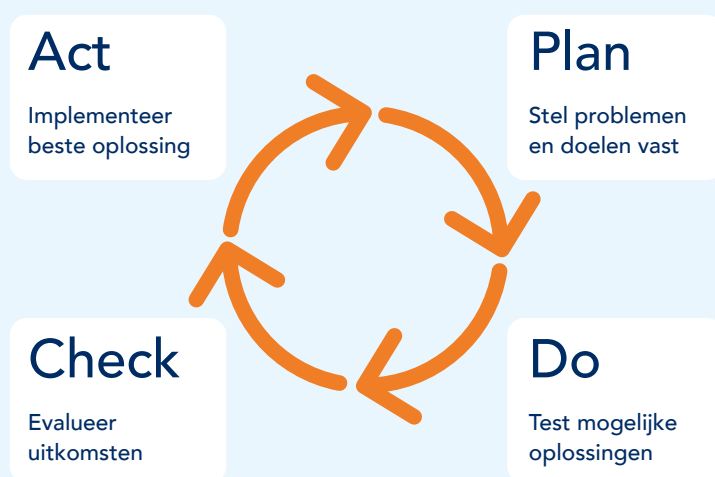 Act
Implementeer
beste oplossing
Plan
Stel problemen
en doelen vast
Check
Evalueer
uitkomsten
Do
Test mogelijke
oplossingen